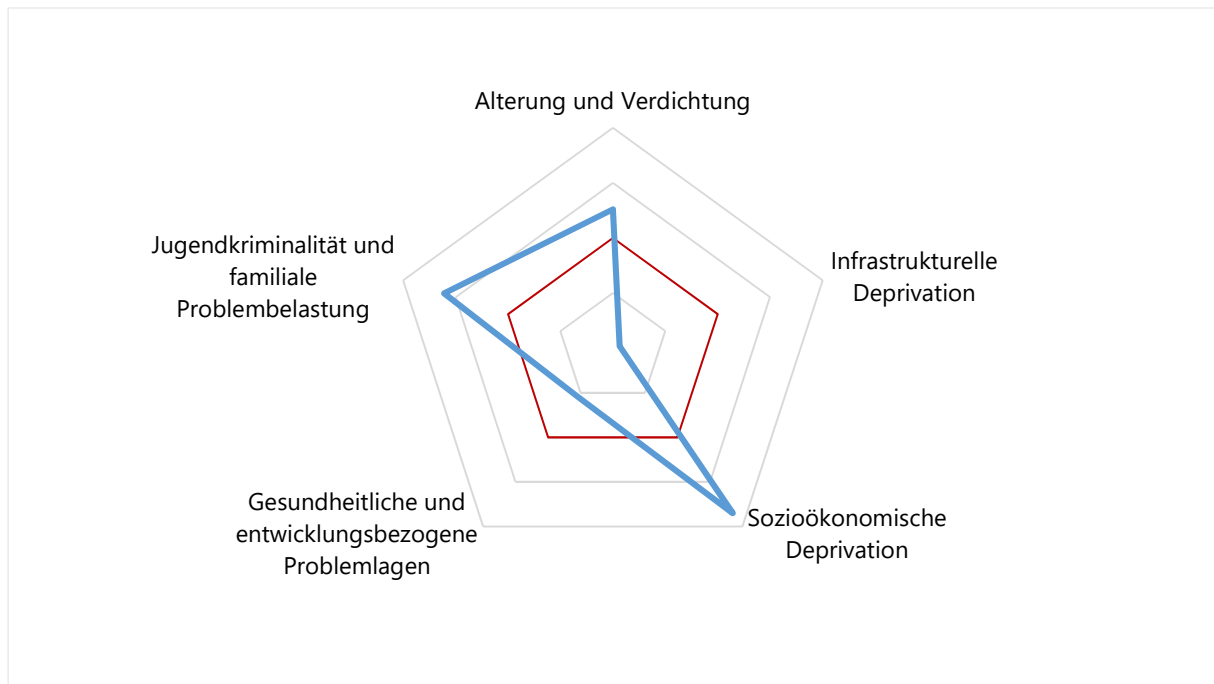 Alterung und Verdichtung
Jugendkriminalität und
familiale
Problembelastung
Infrastrukturelle
Deprivation
Gesundheitliche und
entwicklungsbezogene
Problemlagen
Sozioökonomische
Deprivation